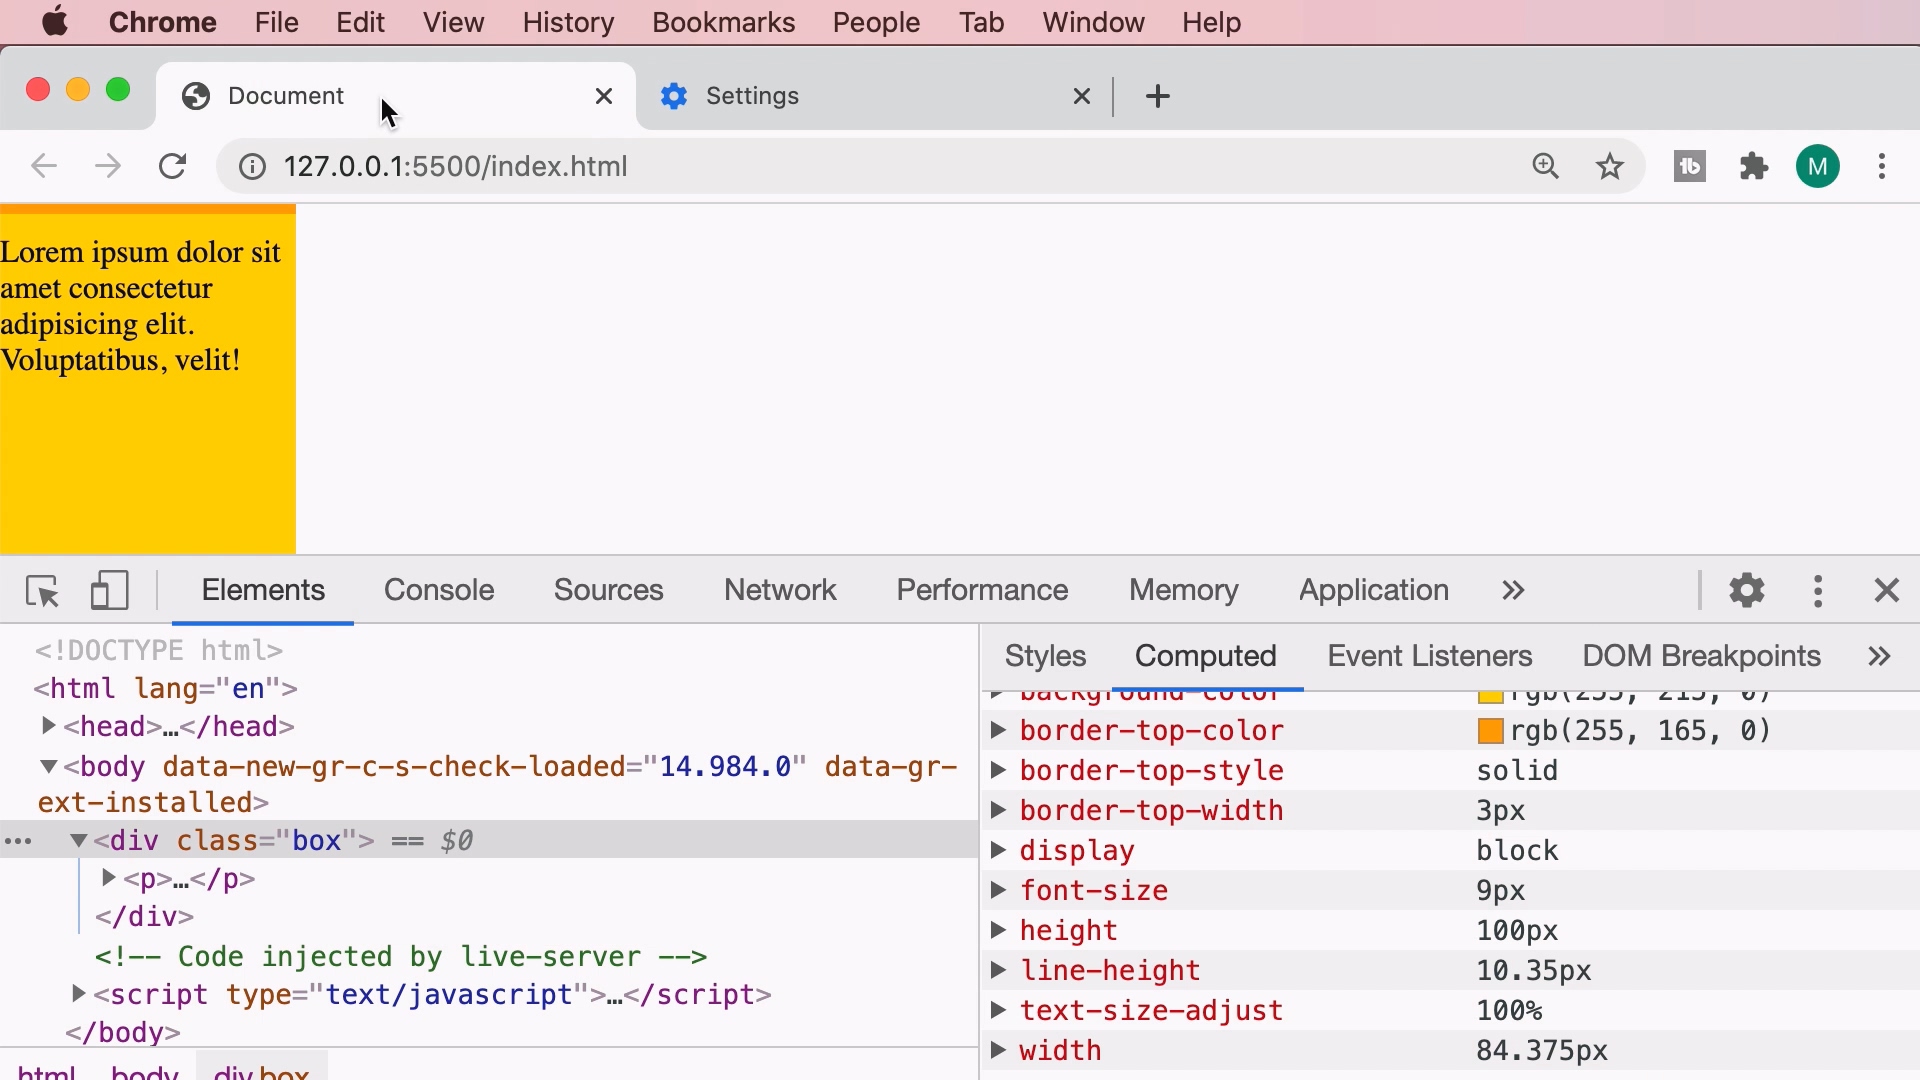 Chrome File Edit View History Bookmarks People Tab Window Help
Document Settings
127.0.0.1:5500/index.html M
Lorem ipsum dolor sit
amet consectetur
adipisicing elit.
Voluptatibus, velit!
Elements Console Sources Network Performance Memory Application »
<!DOCTYPE html>
<html lang="en">
<head>…</head>
<body data-new-gr-c-s-check-loaded="14.984.0" data-gr-
ext-installed>
<div class="box"> == $0
<p>…</p>
</div>
<!-- Code injected by live-server -->
<script type="text/javascript">…</script>
</body>
html body div.box
Styles Computed Event Listeners DOM Breakpoints »
background-color rgb(255, 215, 0)
border-top-color rgb(255, 165, 0)
border-top-style solid
border-top-width 3px
display block
font-size 9px
height 100px
line-height 10.35px
text-size-adjust 100%
width 84.375px